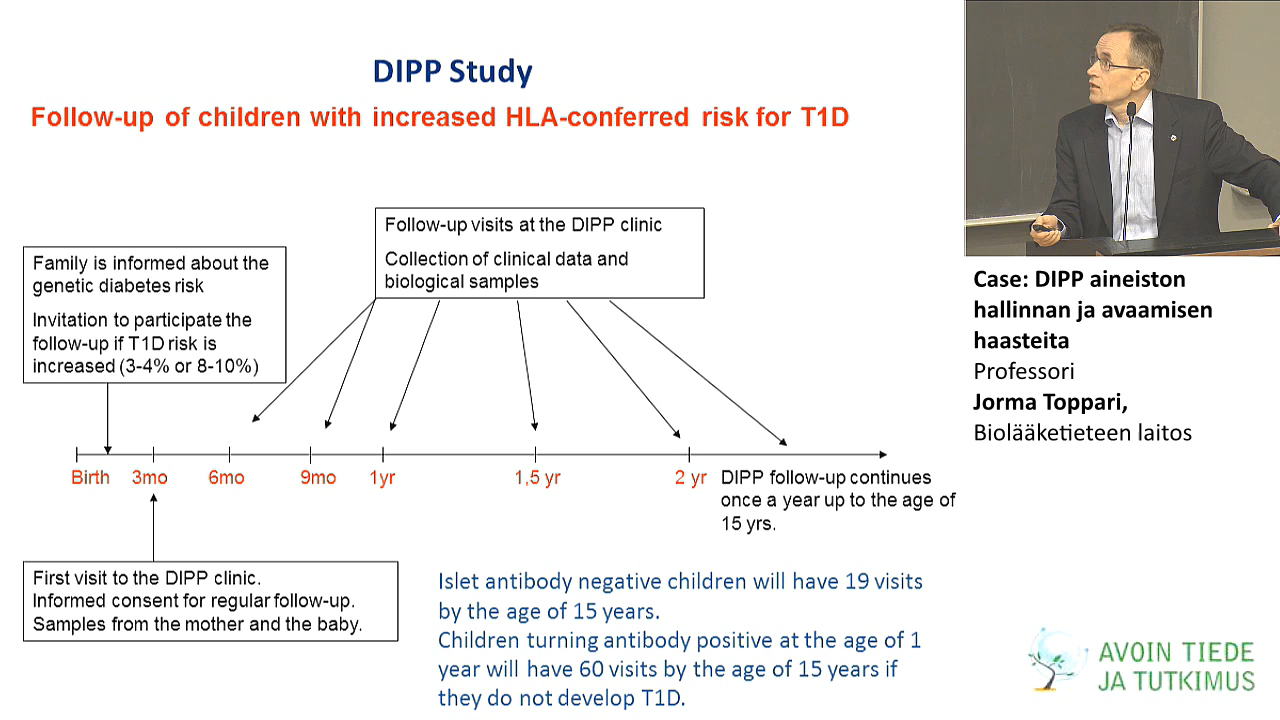 DIPP Study
Follow-up of children with increased HLA-conferred risk for T1D
Follow-up visits at the DIPP clinic
Collection of clinical data and
biological samples
Family is informed about the
genetic diabetes risk
Invitation to participate the
follow-up if T1D risk is
increased (3-4% or 8-10%)
Birth 3mo 6mo 9mo 1yr 1,5 yr 2 yr
DIPP follow-up continues
once a year up to the age of
15 yrs.
First visit to the DIPP clinic.
Informed consent for regular follow-up.
Samples from the mother and the baby.
Islet antibody negative children will have 19 visits
by the age of 15 years.
Children turning antibody positive at the age of 1
year will have 60 visits by the age of 15 years if
they do not develop T1D.
Case: DIPP aineiston
hallinnan ja avaamisen
haasteita
Professori
Jorma Toppari,
Biolääketieteen laitos
AVOIN TIEDE
JA TUTKIMUS